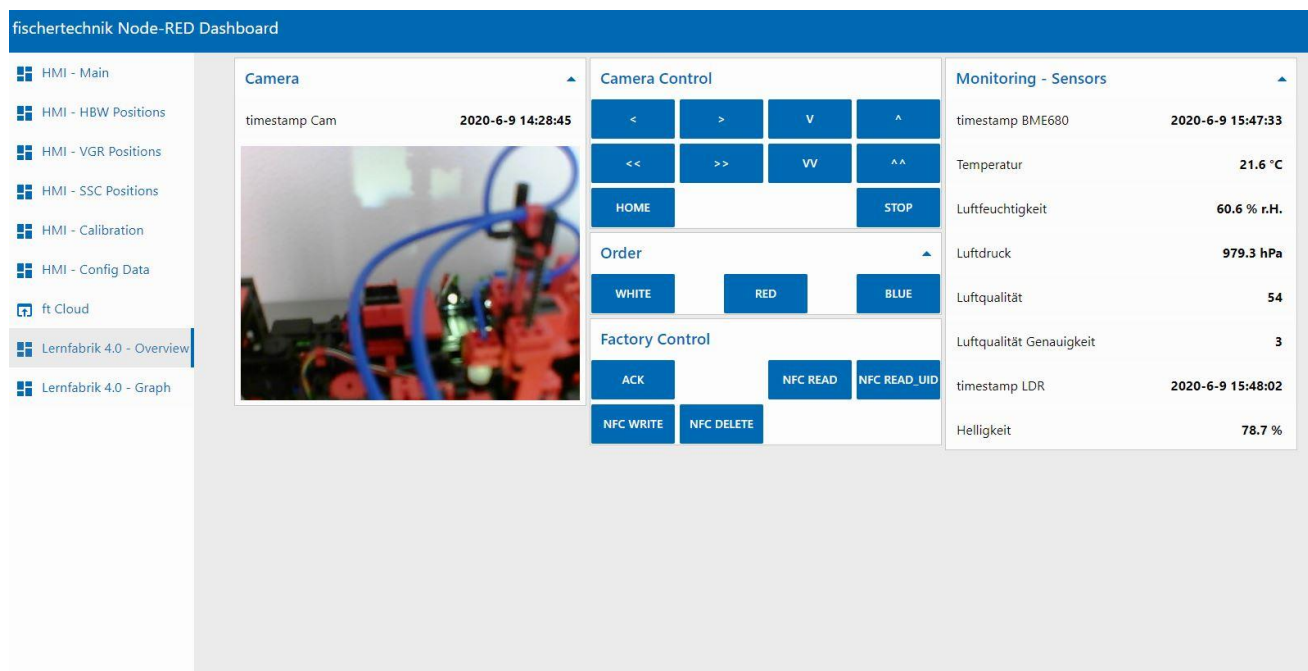 fischertechnik Node-RED Dashboard
HMI - Main
HMI - HBW Positions
HMI - VGR Positions
HMI - SSC Positions
HMI - Calibration
HMI - Config Data
ft Cloud
Lernfabrik 4.0 - Overview
Lernfabrik 4.0 - Graph
Camera
timestamp Cam 2020-6-9 14:28:45
Camera Control
< > V ^
<< >> VV ^^
HOME STOP
Order
WHITE RED BLUE
Factory Control
ACK NFC READ NFC READ_UID
NFC WRITE NFC DELETE
Monitoring - Sensors
timestamp BME680 2020-6-9 15:47:33
Temperatur 21.6 °C
Luftfeuchtigkeit 60.6 % r.H.
Luftdruck 979.3 hPa
Luftqualität 54
Luftqualität Genauigkeit 3
timestamp LDR 2020-6-9 15:48:02
Helligkeit 78.7 %